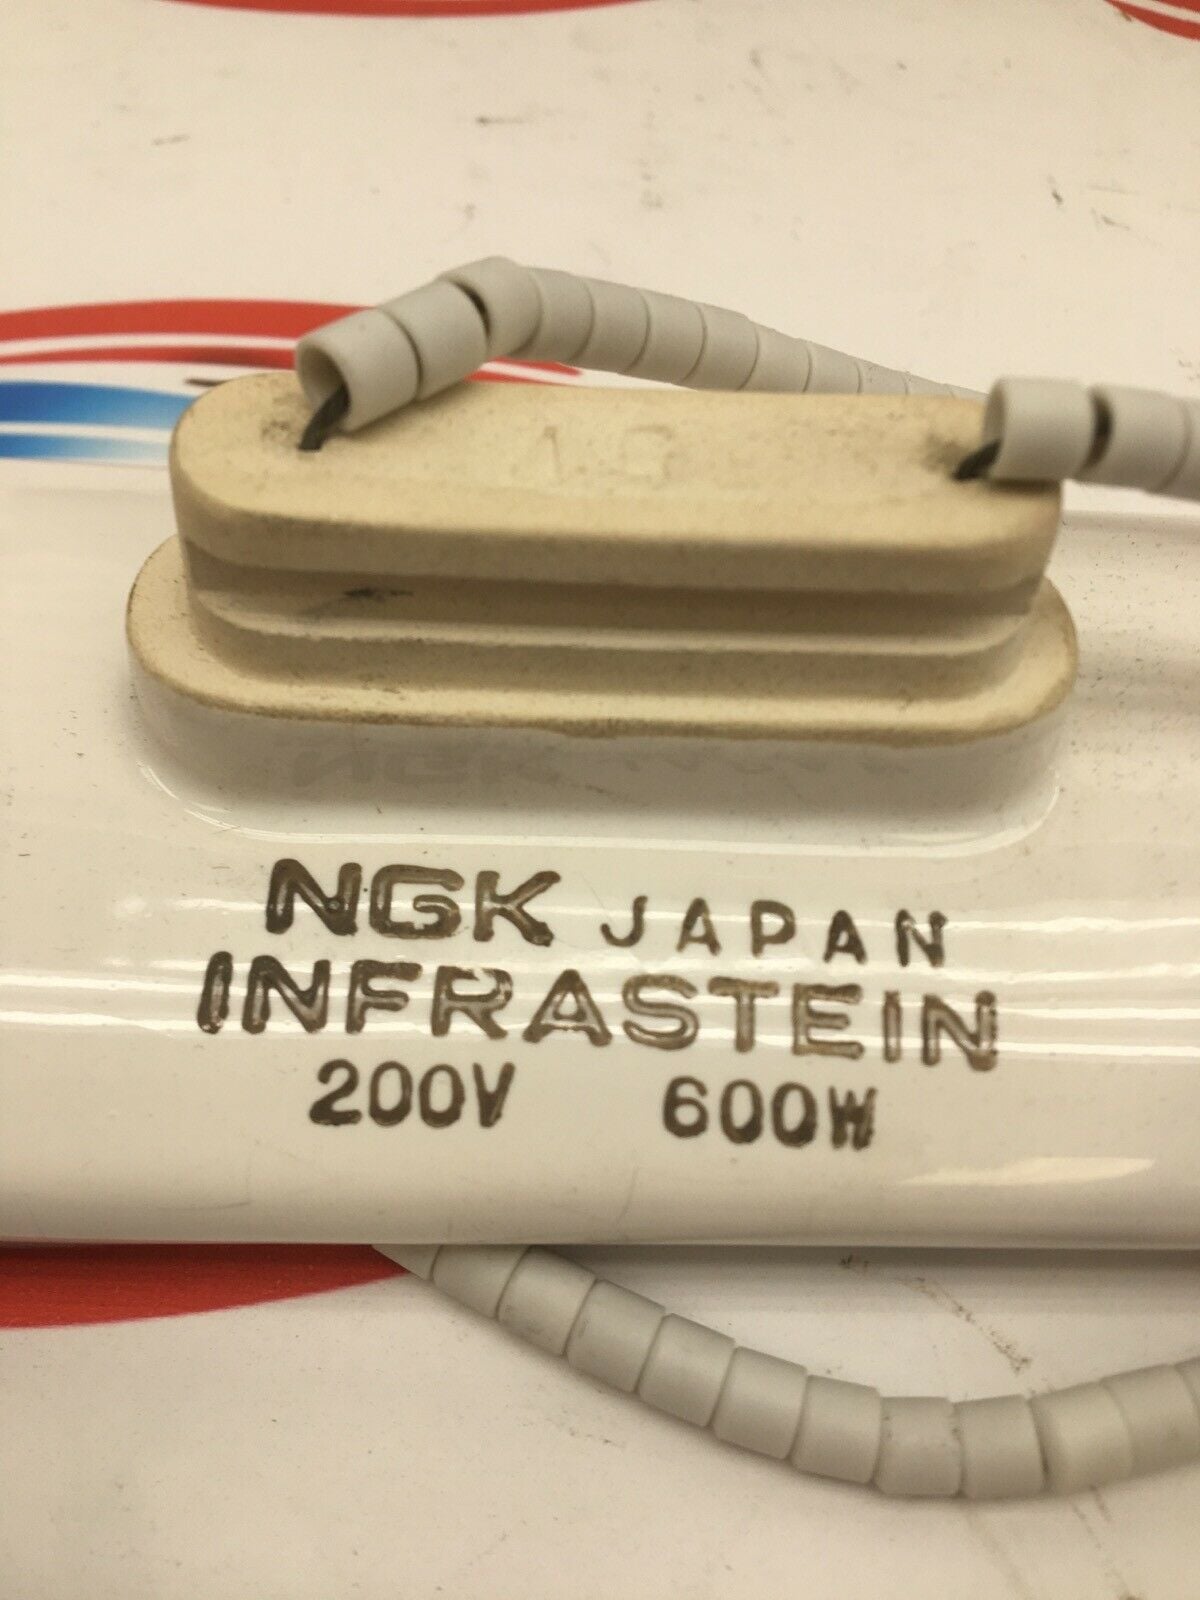 NGK JAPAN
INFRASTEIN
200V 600W